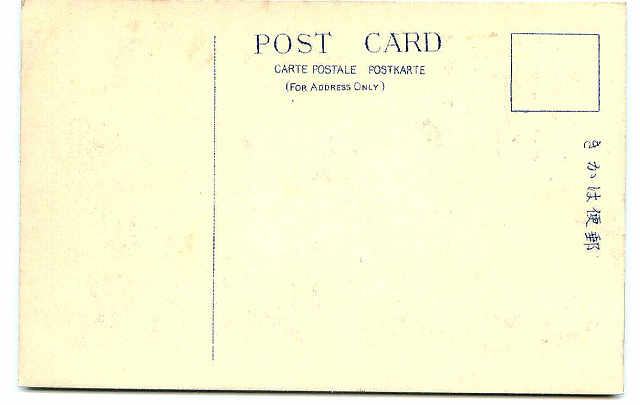 POST CARD
CARTE POSTALE POSTKARTE
(FOR ADDRESS ONLY)
きかは便郵